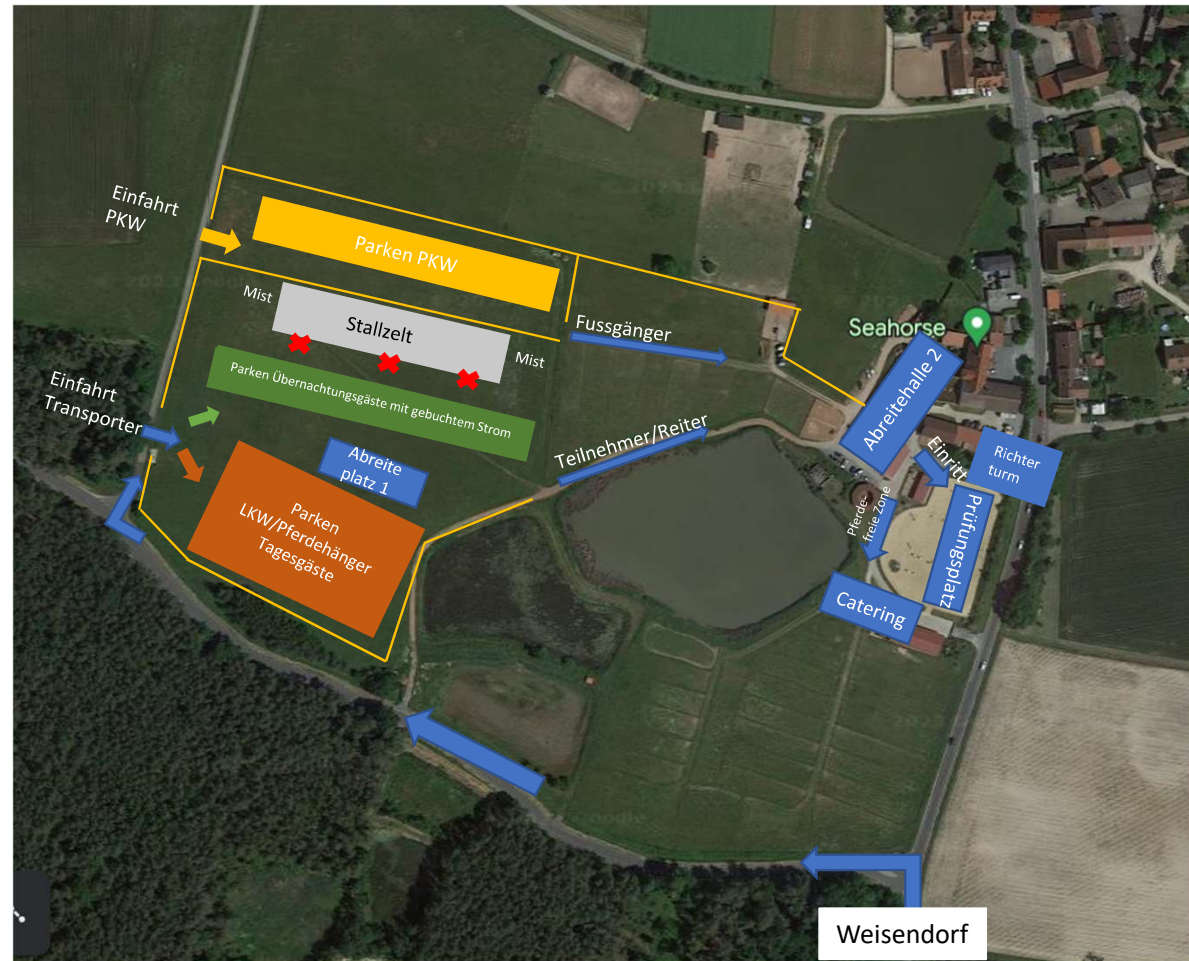 Einfahrt
PKW
Parken PKW
Mist
Stallzelt
Mist
Fussgänger
Seahorse
Parken Übernachtungsgäste mit gebuchtem Strom
Einfahrt
Transporter
Abreitehalle 2
Teilnehmer/Reiter
Einritt
Richter
turm
Abreite
platz 1
Parken
LKW/Pferdehänger
Tagesgäste
Pferde-
freie Zone
Prüfungsplatz
Catering
Weisendorf